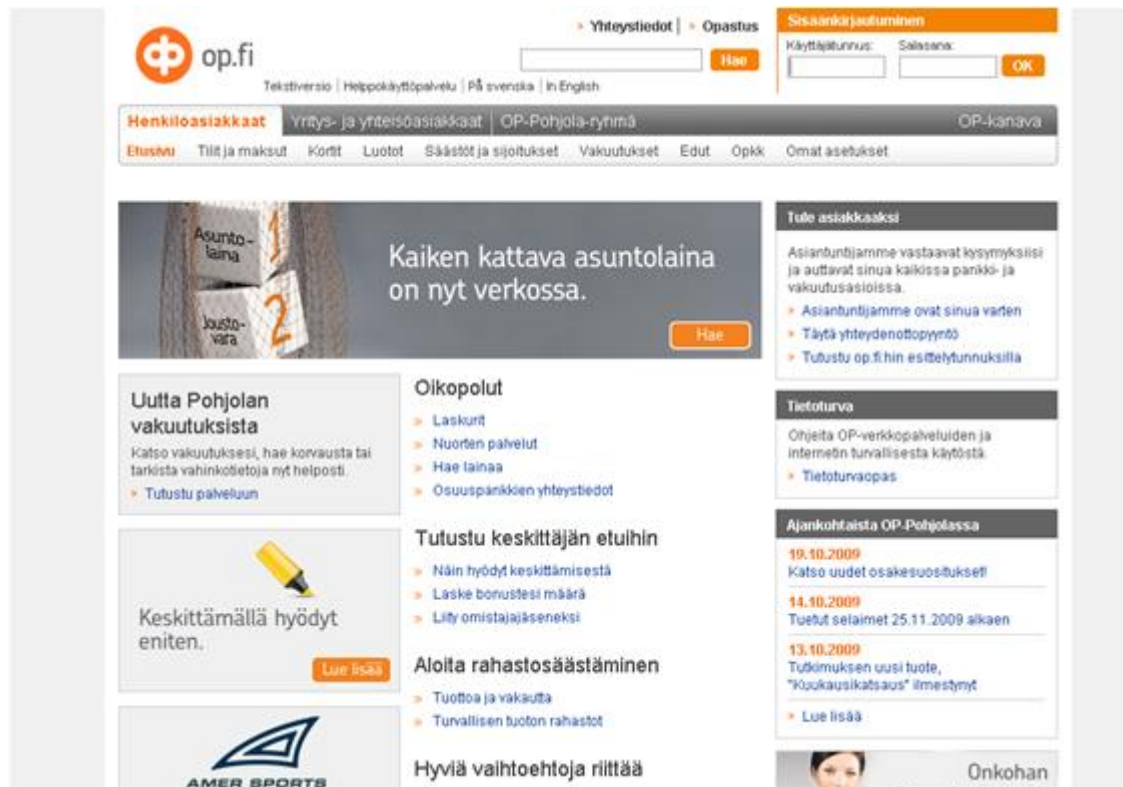 op.fi
Yhteystiedot
Opastus
Hae
Tekstiversio | Helppokäyttöpalvelu | På svenska | In English
Sisäänkirjautuminen
Käyttäjätunnus: Salasana:
OK
Henkilöasiakkaat Yritys- ja yhteisöasiakkaat OP-Pohjola-ryhmä OP-kanava
Etusivu Tilit ja maksut Kortit Luotot Säästöt ja sijoitukset Vakuutukset Edut Opkk Omat asetukset
Asunto-
laina
1
Jousto-
vara
2
Kaiken kattava asuntolaina
on nyt verkossa.
Hae
Uutta Pohjolan
vakuutuksista
Katso vakuutuksesi, hae korvausta tai
tarkista vahinkotietoja nyt helposti.
Tutustu palveluun
Keskittämällä hyödyt
eniten.
Lue lisää
AMER SPORTS
Oikopolut
Laskurit
Nuorten palvelut
Hae lainaa
Osuuspankkien yhteystiedot
Tutustu keskittäjän etuihin
Näin hyödyt keskittämisestä
Laske bonustesi määrä
Liity omistajajäseneksi
Aloita rahastosäästäminen
Tuottoa ja vakautta
Turvallisen tuoton rahastot
Hyviä vaihtoehtoja riittää
Tule asiakkaaksi
Asiantuntijamme vastaavat kysymyksiisi
ja auttavat sinua kaikissa pankki- ja
vakuutusasioissa.
Asiantuntijamme ovat sinua varten
Täytä yhteydenottopyyntö
Tutustu op.fi:hin esittelytunnuksilla
Tietoturva
Ohjeita OP-verkkopalveluiden ja
internetin turvallisesta käytöstä.
Tietoturvaopas
Ajankohtaista OP-Pohjolassa
19.10.2009
Katso uudet osakesuositukset!
14.10.2009
Tuetut selaimet 25.11.2009 alkaen
13.10.2009
Tutkimuksen uusi tuote,
"Kuukausikatsaus" ilmestynyt
Lue lisää
Onkohan